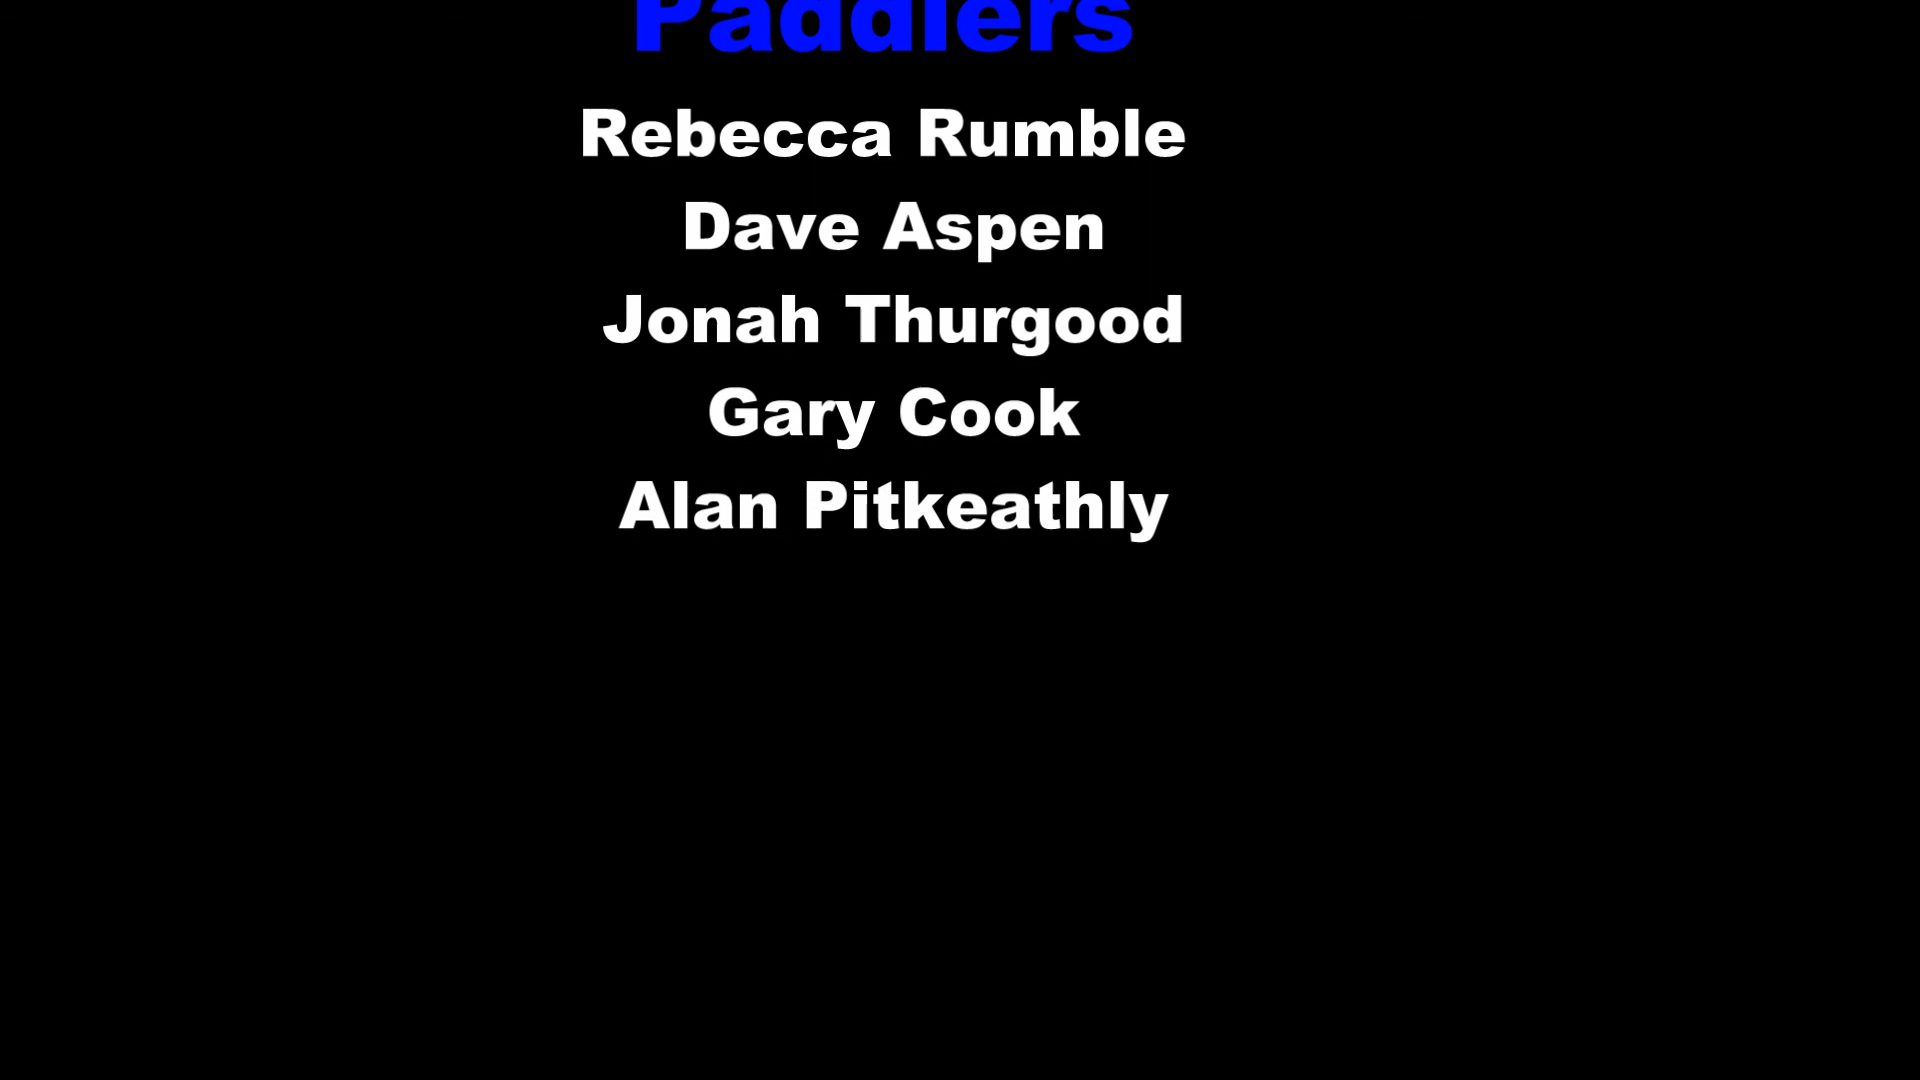 Paddlers
Rebecca Rumble
Dave Aspen
Jonah Thurgood
Gary Cook
Alan Pitkeathly